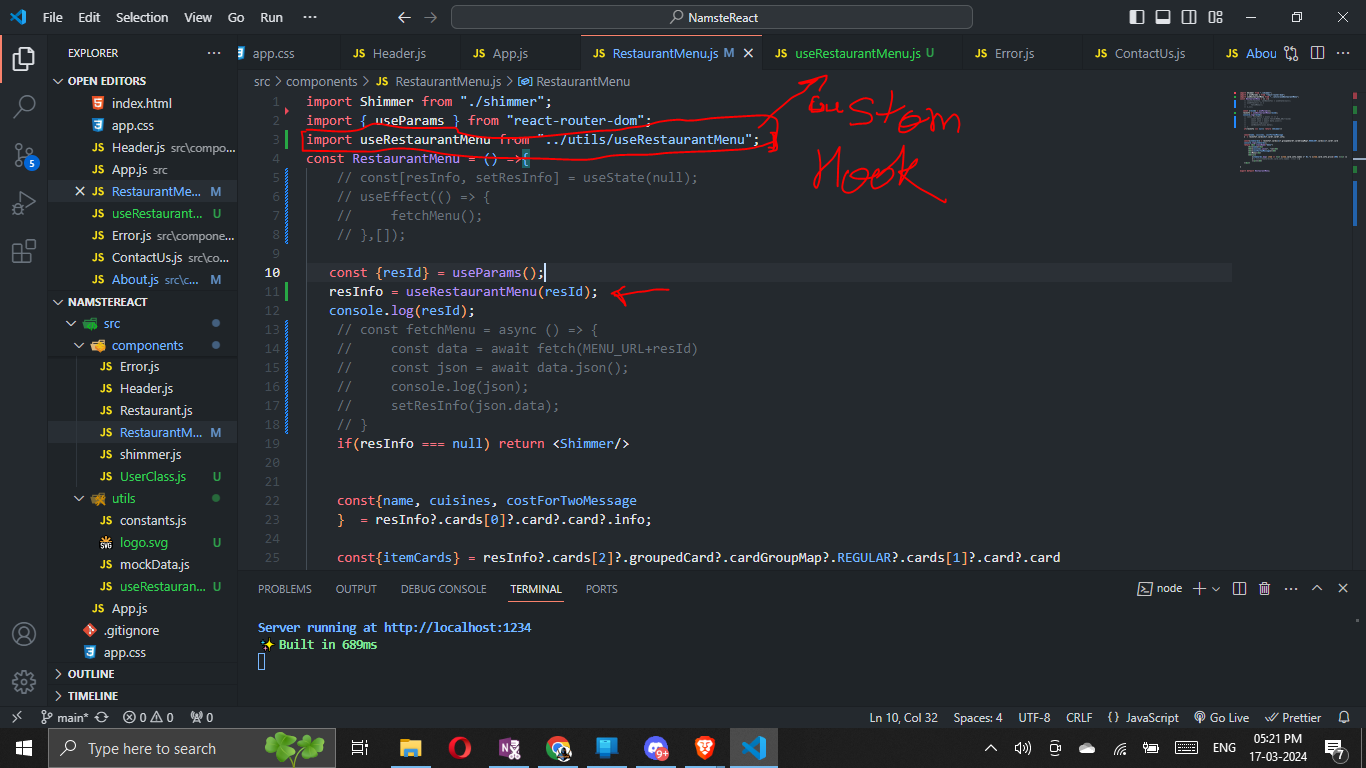 File Edit Selection View Go Run ··· NamsteReact
EXPLORER ···
OPEN EDITORS
index.html
app.css
Header.js src\compo...
App.js src
RestaurantMe... M
useRestaurant... U
Error.js src\compone...
ContactUs.js src\co...
About.js src\c... M
NAMSTEREACT
src
components
Error.js
Header.js
Restaurant.js
RestaurantM... M
shimmer.js
UserClass.js U
utils
constants.js
logo.svg U
mockData.js
useRestauran... U
App.js
.gitignore
app.css
OUTLINE
TIMELINE
app.css JS Header.js JS App.js JS RestaurantMenu.js M JS useRestaurantMenu.js U JS Error.js JS ContactUs.js JS Abou
src > components > JS RestaurantMenu.js > RestaurantMenu
1 import Shimmer from "./shimmer";
2 import { useParams } from "react-router-dom";
3 import useRestaurantMenu from "../utils/useRestaurantMenu";
4 const RestaurantMenu = () =>{
5 // const[resInfo, setResInfo] = useState(null);
6 // useEffect(() => {
7 //     fetchMenu();
8 // },[]);
9
10 const {resId} = useParams();
11 resInfo = useRestaurantMenu(resId);
12 console.log(resId);
13 // const fetchMenu = async () => {
14 //     const data = await fetch(MENU_URL+resId)
15 //     const json = await data.json();
16 //     console.log(json);
17 //     setResInfo(json.data);
18 // }
19 if(resInfo === null) return <Shimmer/>
20
21
22 const{name, cuisines, costForTwoMessage
23 }  = resInfo?.cards[0]?.card?.card?.info;
24
25 const{itemCards} = resInfo?.cards[2]?.groupedCard?.cardGroupMap?.REGULAR?.cards[1]?.card?.card
Custom
Hook
PROBLEMS OUTPUT DEBUG CONSOLE TERMINAL PORTS node
Server running at http://localhost:1234
✨ Built in 689ms
main* 0 0 0 Ln 10, Col 32 Spaces: 4 UTF-8 CRLF {} JavaScript Go Live Prettier
5
Type here to search 9+ ENG 05:21 PM
17-03-2024 7